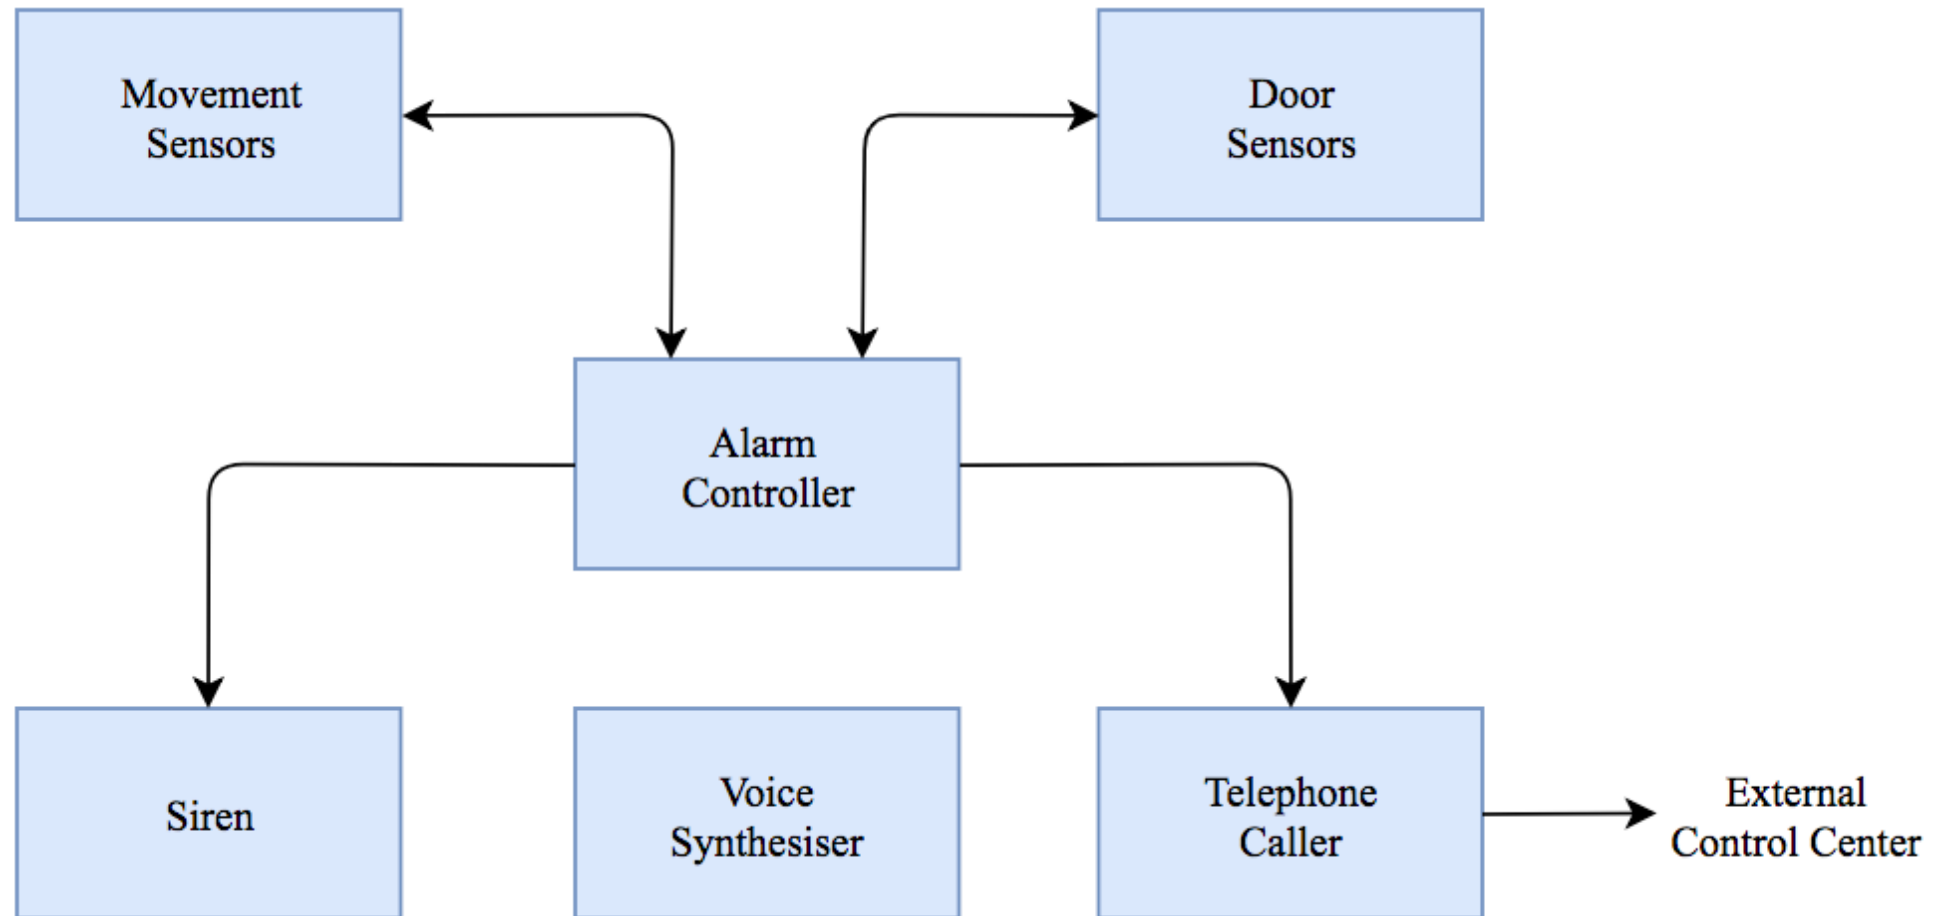 Movement
Sensors
Door
Sensors
Alarm
Controller
Siren
Voice
Synthesiser
Telephone
Caller
External
Control Center